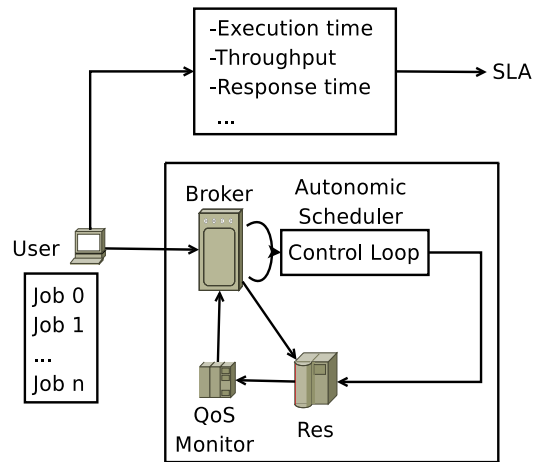 -Execution time
-Throughput
-Response time
...
SLA
Broker
Autonomic
Scheduler
User
Control Loop
Job 0
Job 1
...
Job n
QoS
Monitor
Res